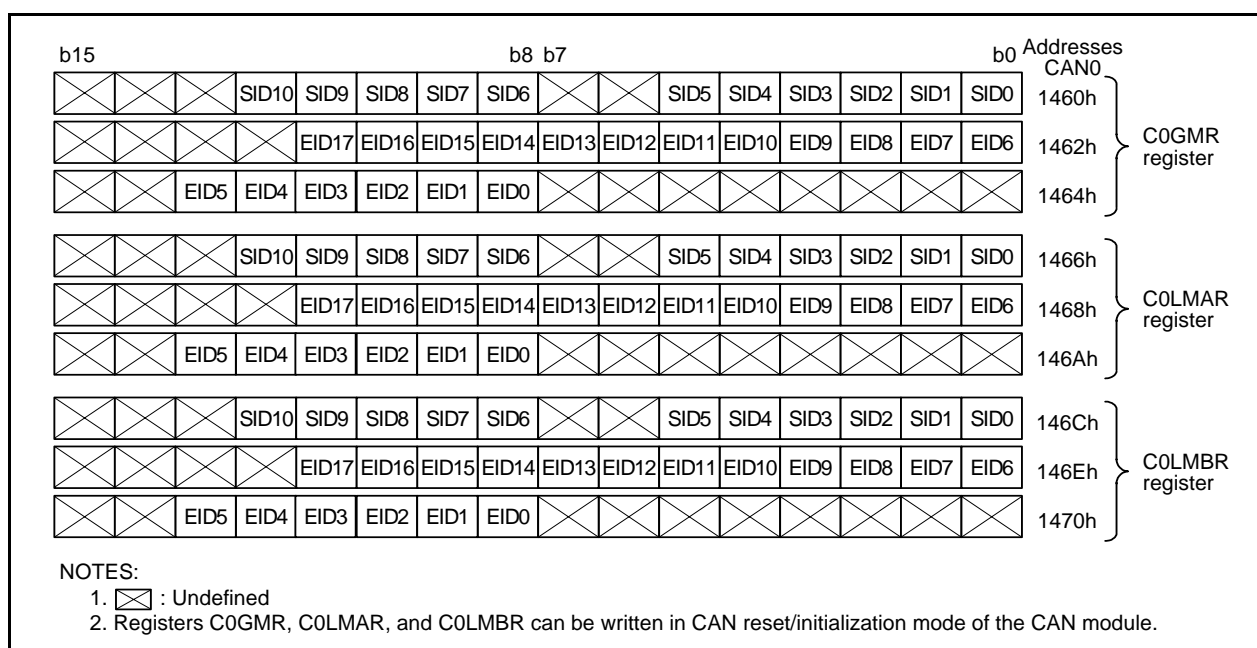 b15 b8 b7 b0 Addresses
CAN0
SID10 SID9 SID8 SID7 SID6 SID5 SID4 SID3 SID2 SID1 SID0 1460h
EID17 EID16 EID15 EID14 EID13 EID12 EID11 EID10 EID9 EID8 EID7 EID6 1462h C0GMR
register
EID5 EID4 EID3 EID2 EID1 EID0 1464h
SID10 SID9 SID8 SID7 SID6 SID5 SID4 SID3 SID2 SID1 SID0 1466h
EID17 EID16 EID15 EID14 EID13 EID12 EID11 EID10 EID9 EID8 EID7 EID6 1468h C0LMAR
register
EID5 EID4 EID3 EID2 EID1 EID0 146Ah
SID10 SID9 SID8 SID7 SID6 SID5 SID4 SID3 SID2 SID1 SID0 146Ch
EID17 EID16 EID15 EID14 EID13 EID12 EID11 EID10 EID9 EID8 EID7 EID6 146Eh C0LMBR
register
EID5 EID4 EID3 EID2 EID1 EID0 1470h
NOTES:
1. : Undefined
2. Registers C0GMR, C0LMAR, and C0LMBR can be written in CAN reset/initialization mode of the CAN module.